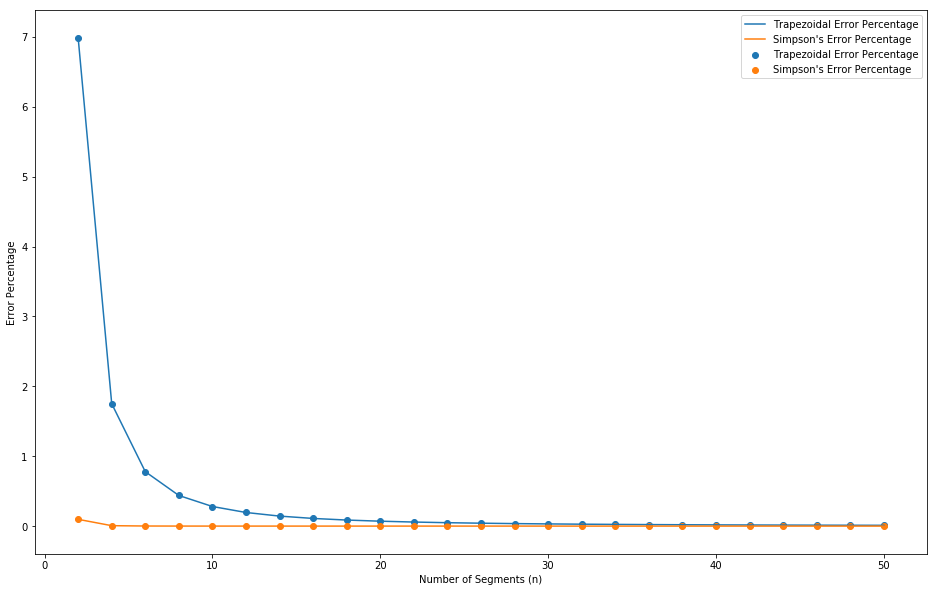 Trapezoidal Error Percentage
Simpson's Error Percentage
Trapezoidal Error Percentage
Simpson's Error Percentage
7
6
5
4
3
2
1
0
Error Percentage
0 10 20 30 40 50
Number of Segments (n)